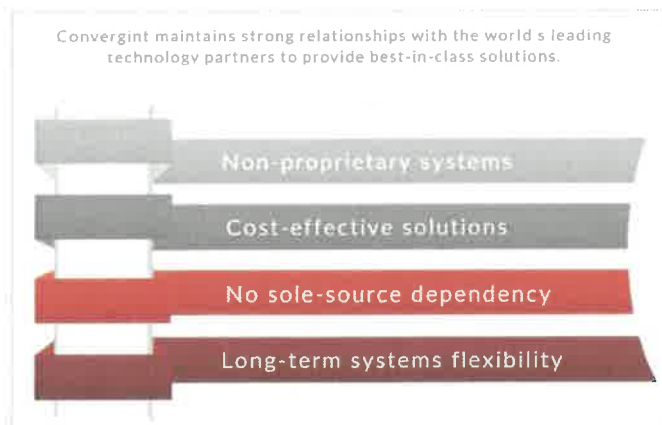 Convergint maintains strong relationships with the world s leading
technology partners to provide best-in-class solutions.
Non-proprietary systems
Cost-effective solutions
No sole-source dependency
Long-term systems flexibility